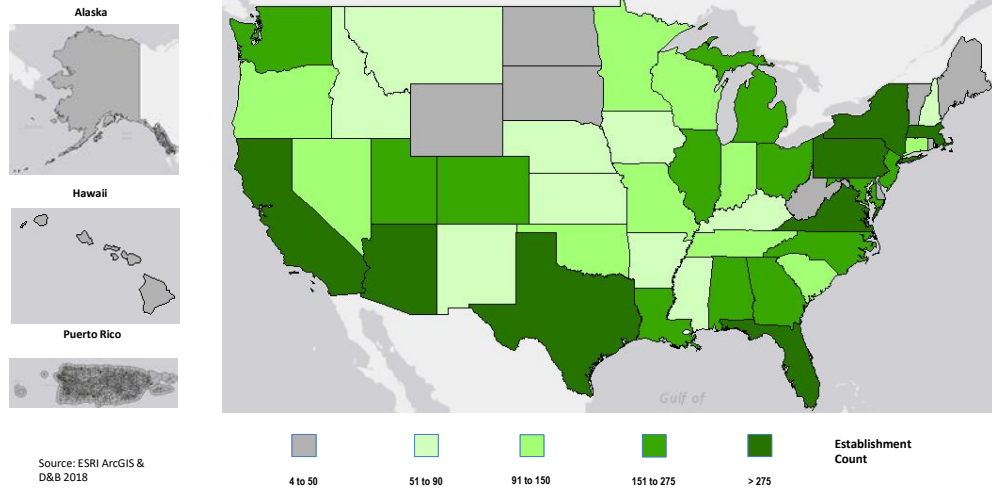 Alaska
Hawaii
Puerto Rico
Gulf of
Source: ESRI ArcGIS &
D&B 2018
4 to 50
51 to 90
91 to 150
151 to 275
> 275
Establishment
Count